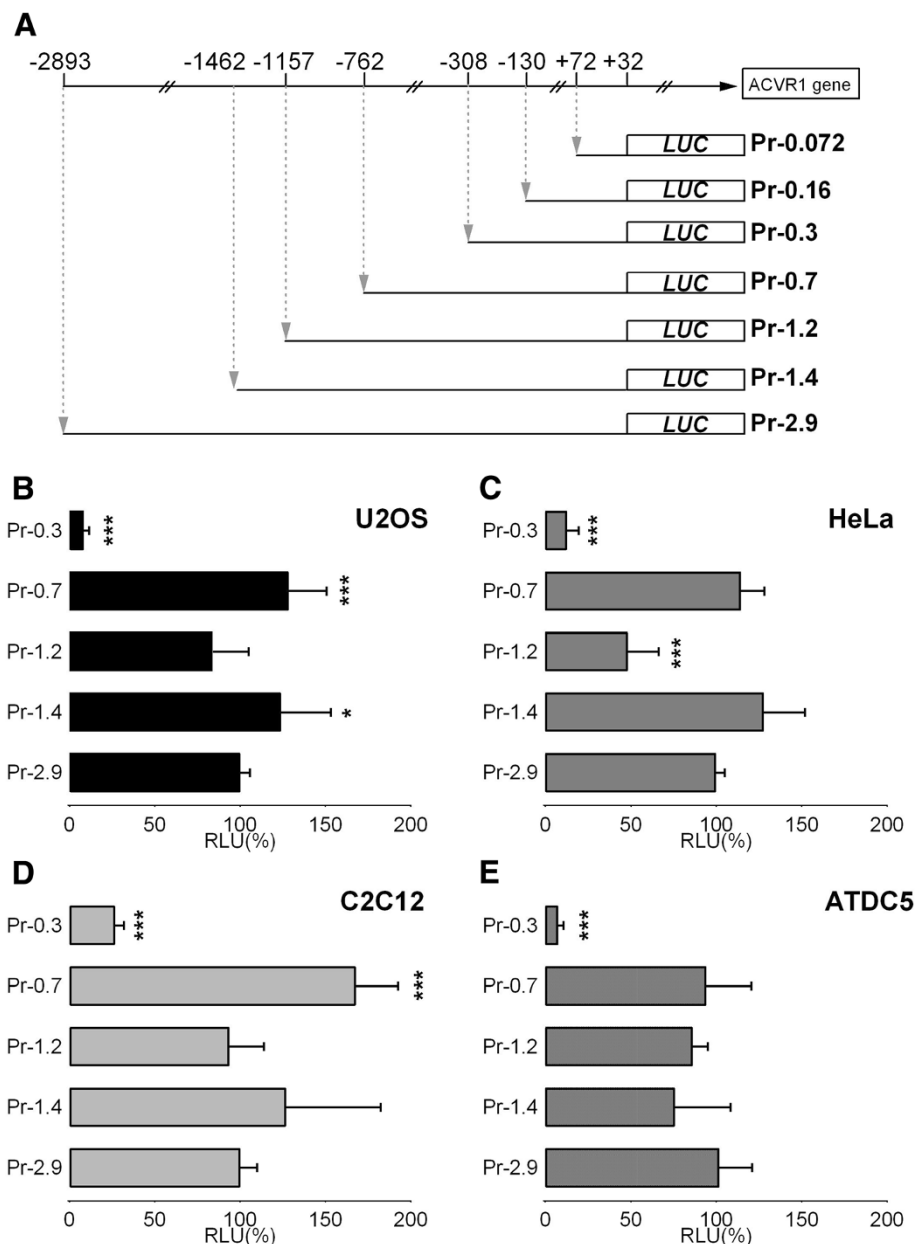 A
-2893 -1462 -1157 -762 -308 -130 +72 +32
ACVR1 gene
LUC Pr-0.072
LUC Pr-0.16
LUC Pr-0.3
LUC Pr-0.7
LUC Pr-1.2
LUC Pr-1.4
LUC Pr-2.9
B
U2OS
Pr-0.3 ***
Pr-0.7 ***
Pr-1.2
Pr-1.4 *
Pr-2.9
0 50 100 150 200
RLU(%)
C
HeLa
***
Pr-0.3
Pr-0.7
Pr-1.2 ***
Pr-1.4
Pr-2.9
0 50 100 150 200
RLU(%)
D
C2C12
Pr-0.3 ***
Pr-0.7 ***
Pr-1.2
Pr-1.4
Pr-2.9
0 50 100 150 200
RLU(%)
E
ATDC5
Pr-0.3 ***
Pr-0.7
Pr-1.2
Pr-1.4
Pr-2.9
0 50 100 150 200
RLU(%)